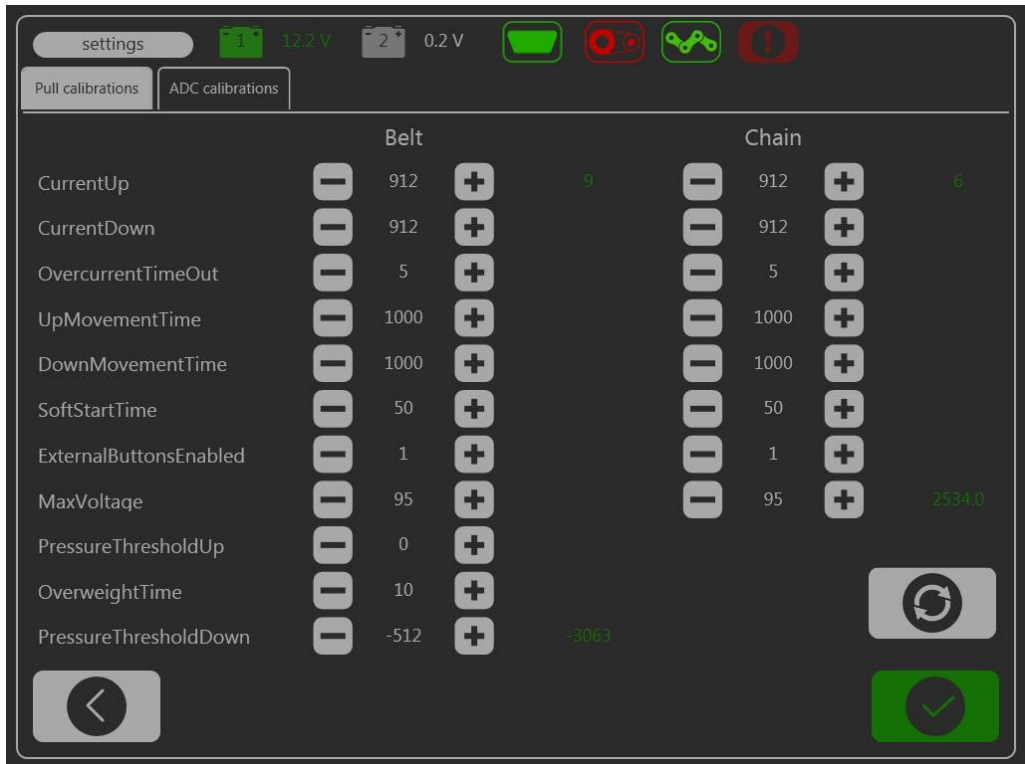 settings 1 12.2 V 2 0.2 V
Pull calibrations ADC calibrations
Belt Chain
CurrentUp 912 9 912 6
CurrentDown 912 912
OvercurrentTimeOut 5 5
UpMovementTime 1000 1000
DownMovementTime 1000 1000
SoftStartTime 50 50
ExternalButtonsEnabled 1 1
MaxVoltage 95 95 2534.0
PressureThresholdUp 0
OverweightTime 10
PressureThresholdDown -512 -3063